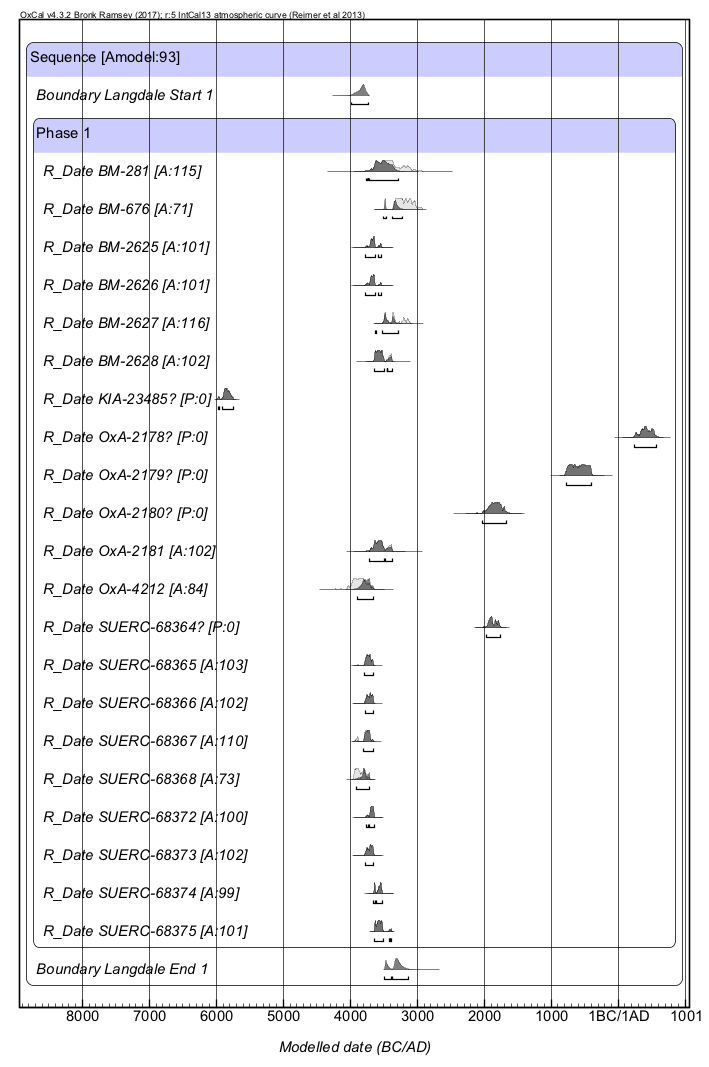 OxCal v4.3.2 Bronk Ramsey (2017); r:5 IntCal13 atmospheric curve (Reimer et al 2013)
Sequence [Amodel:93]
Boundary Langdale Start 1
Phase 1
R_Date BM-281 [A:115]
R_Date BM-676 [A:71]
R_Date BM-2625 [A:101]
R_Date BM-2626 [A:101]
R_Date BM-2627 [A:116]
R_Date BM-2628 [A:102]
R_Date KIA-23485? [P:0]
R_Date OxA-2178? [P:0]
R_Date OxA-2179? [P:0]
R_Date OxA-2180? [P:0]
R_Date OxA-2181 [A:102]
R_Date OxA-4212 [A:84]
R_Date SUERC-68364? [P:0]
R_Date SUERC-68365 [A:103]
R_Date SUERC-68366 [A:102]
R_Date SUERC-68367 [A:110]
R_Date SUERC-68368 [A:73]
R_Date SUERC-68372 [A:100]
R_Date SUERC-68373 [A:102]
R_Date SUERC-68374 [A:99]
R_Date SUERC-68375 [A:101]
Boundary Langdale End 1
8000 7000 6000 5000 4000 3000 2000 1000 1BC/1AD 1001
Modelled date (BC/AD)